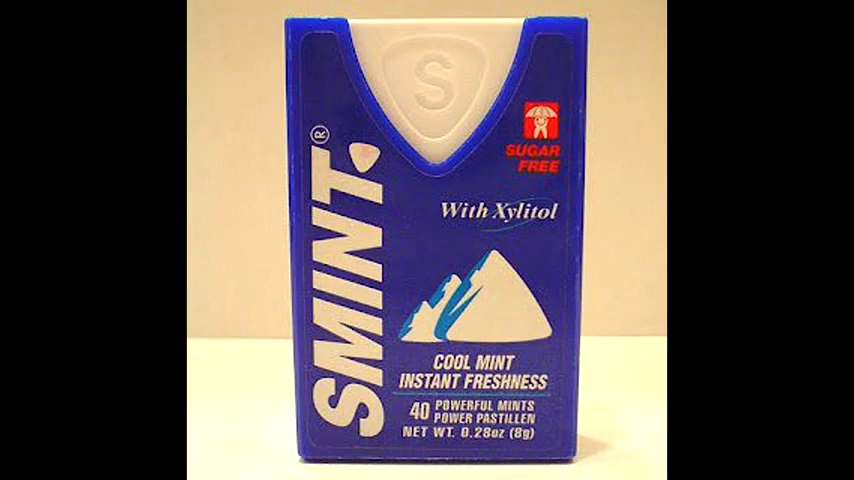 S
SMINT®
SUGAR
FREE
With Xylitol
COOL MINT
INSTANT FRESHNESS
40 POWERFUL MINTS
POWER PASTILLEN
NET WT. 0.28oz (8g)